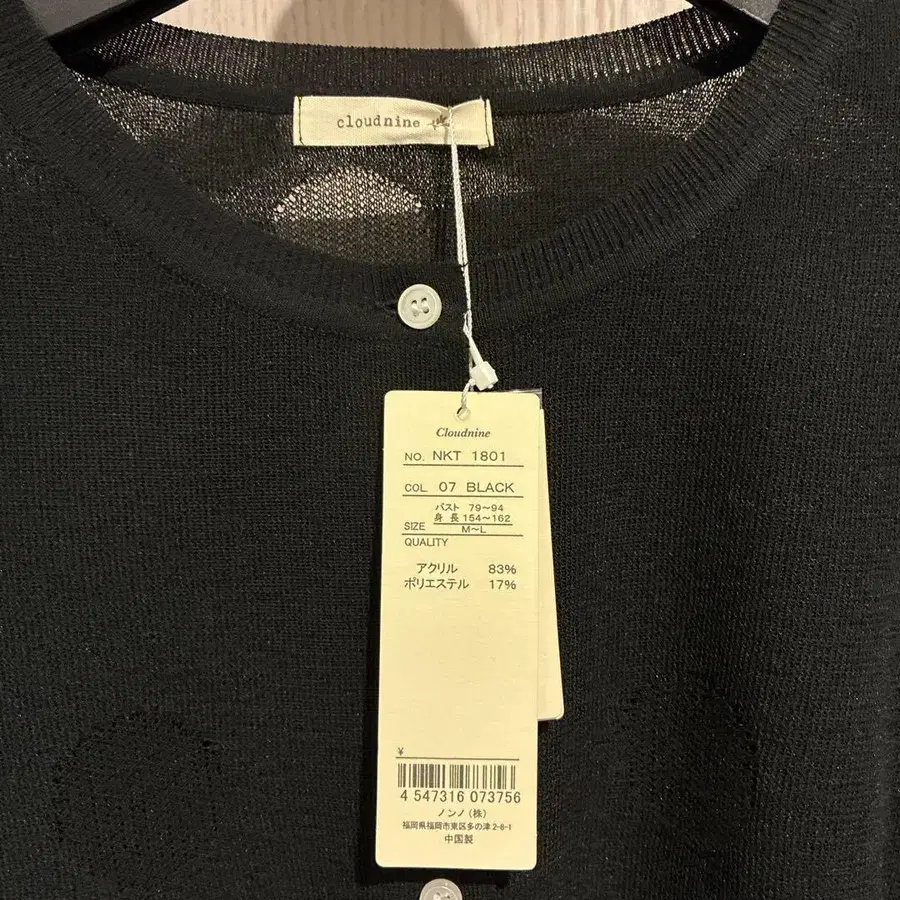 cloudnine
Cloudnine
NO. NKT 1801
COL. 07 BLACK
バスト 79~94
身長 154~162
SIZE M~L
QUALITY
アクリル 83%
ポリエステル 17%
¥
4 547316 073756
ノンノ(株)
福岡県福岡市東区多の津2-6-1
中国製